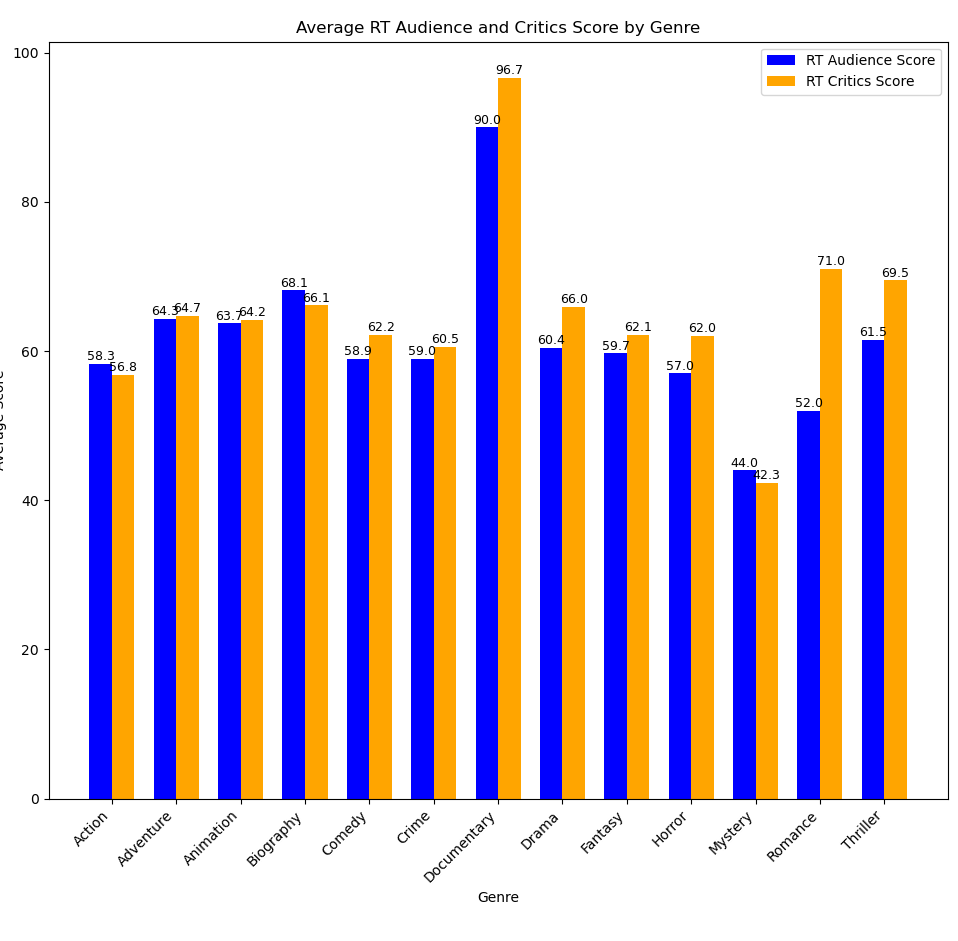 Average RT Audience and Critics Score by Genre
RT Audience Score
RT Critics Score
100
80
60
40
20
0
58.3
56.8
64.3
64.7
63.7
64.2
68.1
66.1
58.9
62.2
59.0
60.5
90.0
96.7
60.4
66.0
59.7
62.1
57.0
62.0
44.0
42.3
52.0
71.0
61.5
69.5
Action
Adventure
Animation
Biography
Comedy
Crime
Documentary
Drama
Fantasy
Horror
Mystery
Romance
Thriller
Genre
Average Score